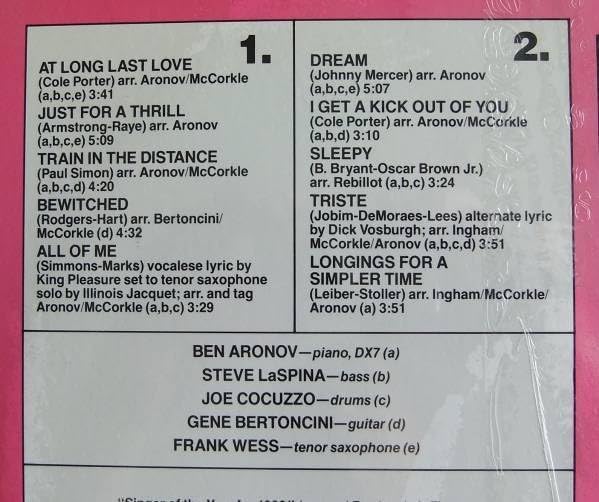 1.
AT LONG LAST LOVE
(Cole Porter) arr. Aronov/McCorkle
(a,b,c,e) 3:41
JUST FOR A THRILL
(Armstrong-Raye) arr. Aronov
(a,b,c,e) 5:09
TRAIN IN THE DISTANCE
(Paul Simon) arr. Aronov/McCorkle
(a,b,c,d) 4:20
BEWITCHED
(Rodgers-Hart) arr. Bertoncini/
McCorkle (d) 4:32
ALL OF ME
(Simmons-Marks) vocalese lyric by
King Pleasure set to tenor saxophone
solo by Illinois Jacquet; arr. and tag
Aronov/McCorkle (a,b,c) 3:29
2.
DREAM
(Johnny Mercer) arr. Aronov
(a,b,c,e) 5:07
I GET A KICK OUT OF YOU
(Cole Porter) arr. Aronov/McCorkle
(a,b,d) 3:10
SLEEPY
(B. Bryant-Oscar Brown Jr.)
arr. Rebillot (a,b,c) 3:24
TRISTE
(Jobim-DeMoraes-Lees) alternate lyric
by Dick Vosburgh; arr. Ingham/
McCorkle/Aronov (a,b,c,d) 3:51
LONGINGS FOR A
SIMPLER TIME
(Leiber-Stoller) arr. Ingham/McCorkle/
Aronov (a) 3:51
BEN ARONOV—piano, DX7 (a)
STEVE LaSPINA—bass (b)
JOE COCUZZO—drums (c)
GENE BERTONCINI—guitar (d)
FRANK WESS—tenor saxophone (e)